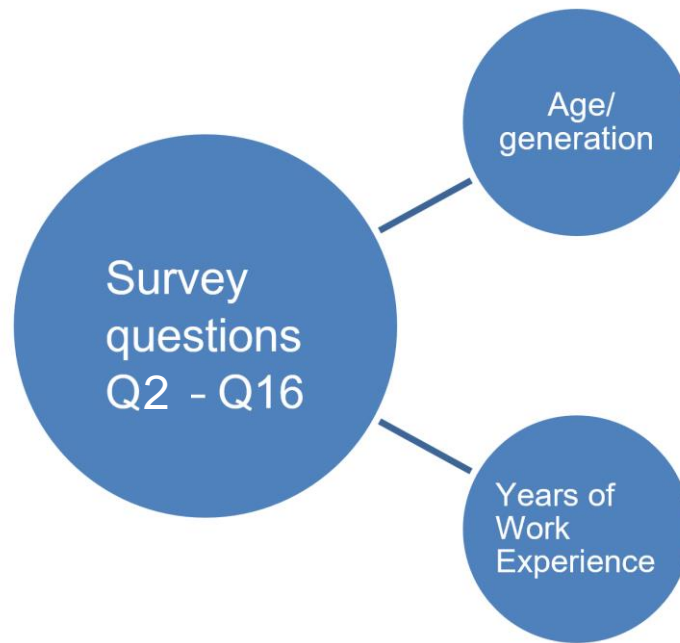 Age/
generation
Survey
questions
Q2 - Q16
Years of
Work
Experience